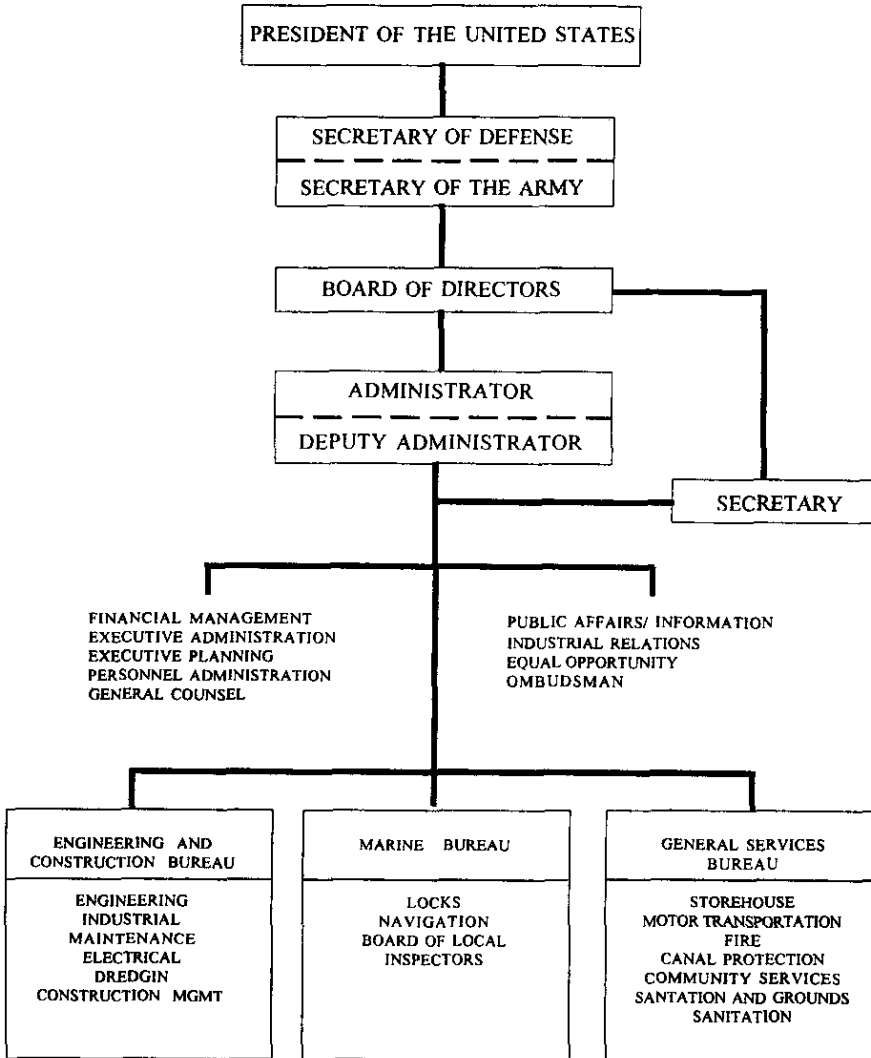 PRESIDENT OF THE UNITED STATES
SECRETARY OF DEFENSE
SECRETARY OF THE ARMY
BOARD OF DIRECTORS
ADMINISTRATOR
DEPUTY ADMINISTRATOR
SECRETARY
FINANCIAL MANAGEMENT
EXECUTIVE ADMINISTRATION
EXECUTIVE PLANNING
PERSONNEL ADMINISTRATION
GENERAL COUNSEL
PUBLIC AFFAIRS/ INFORMATION
INDUSTRIAL RELATIONS
EQUAL OPPORTUNITY
OMBUDSMAN
ENGINEERING AND
CONSTRUCTION BUREAU
ENGINEERING
INDUSTRIAL
MAINTENANCE
ELECTRICAL
DREDGIN
CONSTRUCTION MGMT
MARINE BUREAU
LOCKS
NAVIGATION
BOARD OF LOCAL
INSPECTORS
GENERAL SERVICES
BUREAU
STOREHOUSE
MOTOR TRANSPORTATION
FIRE
CANAL PROTECTION
COMMUNITY SERVICES
SANTATION AND GROUNDS
SANITATION